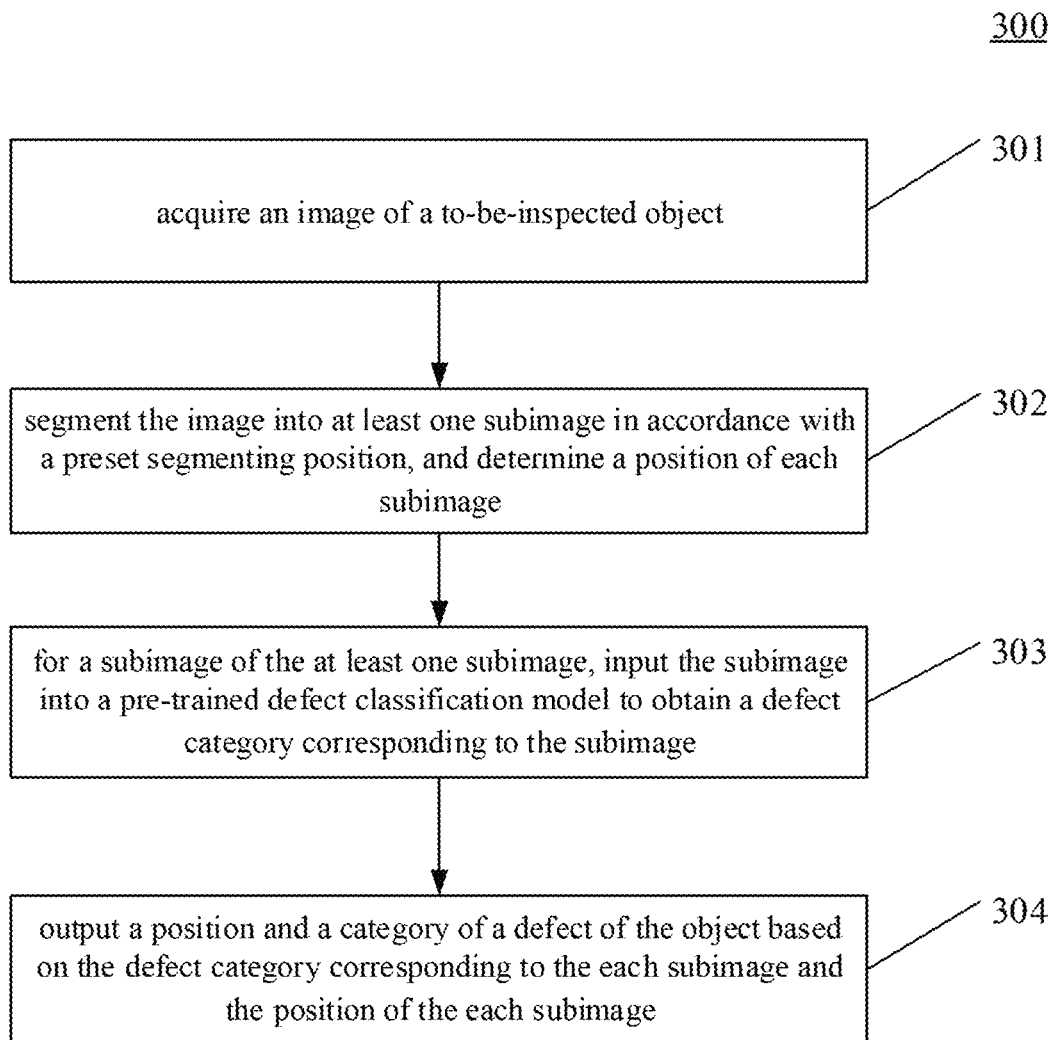 300
301
acquire an image of a to-be-inspected object
302
segment the image into at least one subimage in accordance with
a preset segmenting position, and determine a position of each
subimage
303
for a subimage of the at least one subimage, input the subimage
into a pre-trained defect classification model to obtain a defect
category corresponding to the subimage
304
output a position and a category of a defect of the object based
on the defect category corresponding to the each subimage and
the position of the each subimage